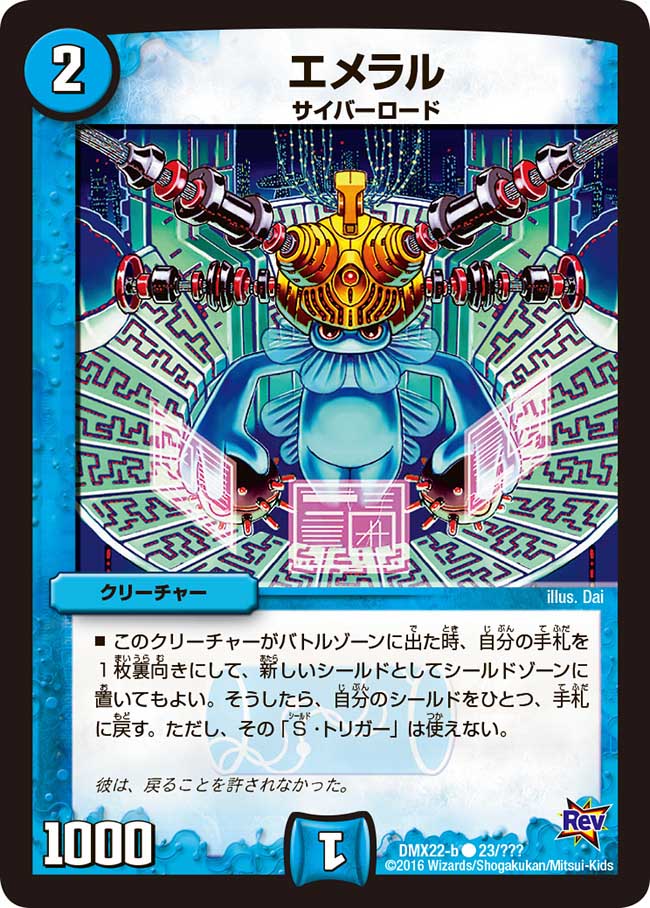 2
エメラル
サイバーロード
クリーチャー
illus. Dai
■ このクリーチャーがバトルゾーンに出た時、自分の手札を
1枚裏向きにして、新しいシールドとしてシールドゾーンに
置いてもよい。そうしたら、自分のシールドをひとつ、手札
に戻す。ただし、その「S・トリガー」は使えない。
彼は、戻ることを許されなかった。
1000
1
Rev
DMX22-b ● 23/???
©2016 Wizards/Shogakukan/Mitsui-Kids